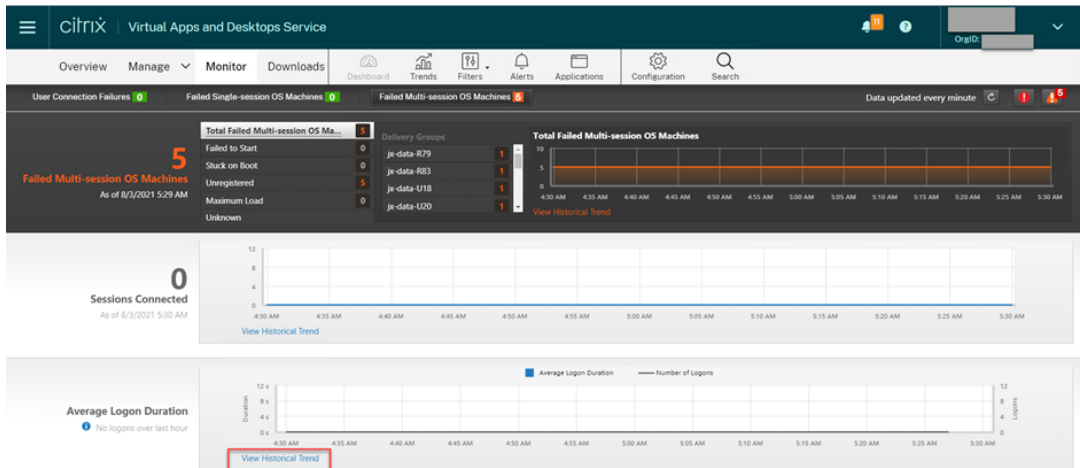 citrix | Virtual Apps and Desktops Service
11
OrgID:
Overview Manage Monitor Downloads
Dashboard Trends Filters Alerts Applications Configuration Search
User Connection Failures 0 Failed Single-session OS Machines 0 Failed Multi-session OS Machines 5
Data updated every minute 5
5
Failed Multi-session OS Machines
As of 8/3/2021 5:29 AM
Total Failed Multi-session OS Ma... 5
Failed to Start 0
Stuck on Boot 0
Unregistered 5
Maximum Load 0
Unknown
Delivery Groups
jx-data-R79 1
jx-data-R83 1
jx-data-U18 1
jx-data-U20 1
Total Failed Multi-session OS Machines
10
5
0
4:30 AM 4:35 AM 4:40 AM 4:45 AM 4:50 AM 4:55 AM 5:00 AM 5:05 AM 5:10 AM 5:15 AM 5:20 AM 5:25 AM 5:30 AM
View Historical Trend
0
Sessions Connected
As of 8/3/2021 5:30 AM
12
8
4
0
4:30 AM 4:35 AM 4:40 AM 4:45 AM 4:50 AM 4:55 AM 5:00 AM 5:05 AM 5:10 AM 5:15 AM 5:20 AM 5:25 AM 5:30 AM
View Historical Trend
Average Logon Duration
No logons over last hour
Average Logon Duration Number of Logons
Duration
12 s
8 s
4 s
0 s
12
8
4
0
Logons
4:30 AM 4:35 AM 4:40 AM 4:45 AM 4:50 AM 4:55 AM 5:00 AM 5:05 AM 5:10 AM 5:15 AM 5:20 AM 5:25 AM 5:30 AM
View Historical Trend